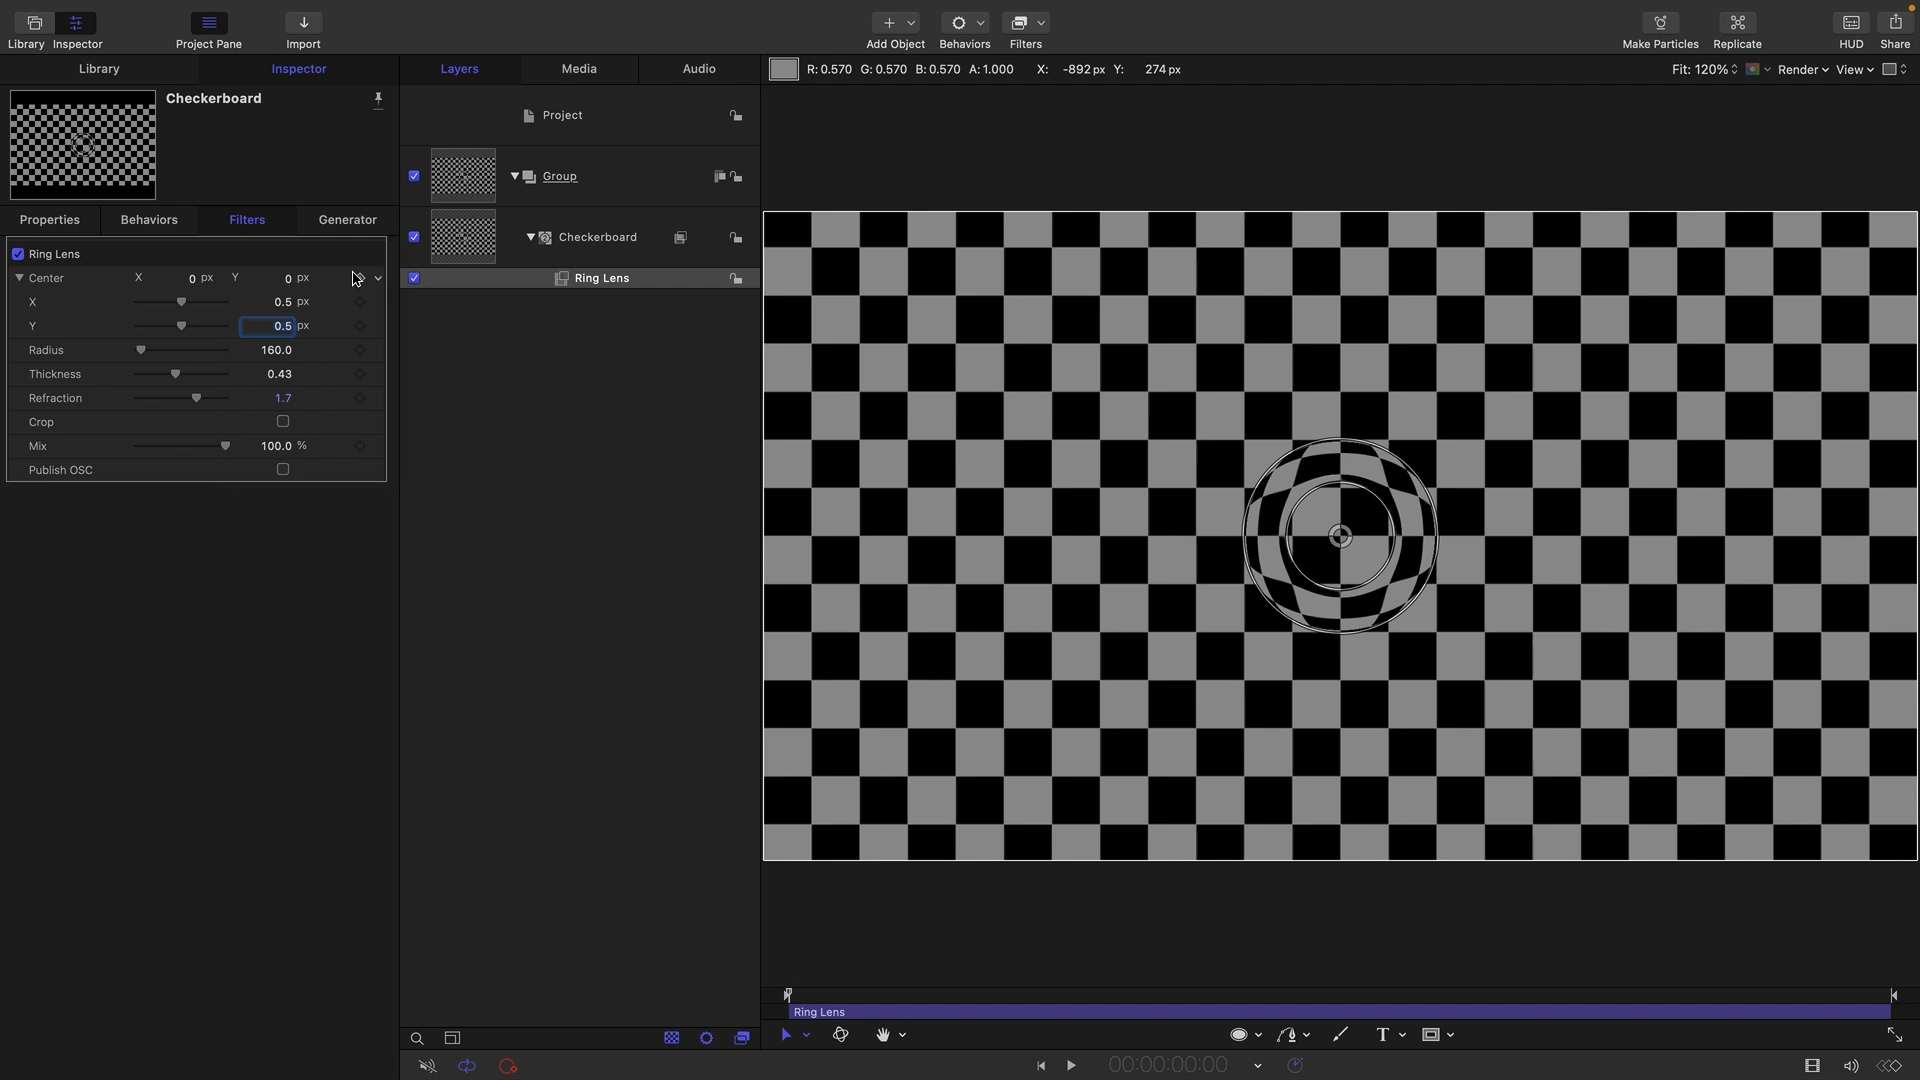 Library Inspector Project Pane Import Add Object Behaviors Filters Make Particles Replicate HUD Share
Library Inspector Layers Media Audio R:0.570 G:0.570 B:0.570 A:1.000 X: -892 px Y: 274 px Fit: 120% Render View
Checkerboard
Project
Group
Properties Behaviors Filters Generator
Checkerboard
Ring Lens
Center X 0 px Y 0 px
Ring Lens
X 0.5 px
Y 0.5 px
Radius 160.0
Thickness 0.43
Refraction 1.7
Crop
Mix 100.0 %
Publish OSC
Ring Lens
T
00:00:00:00